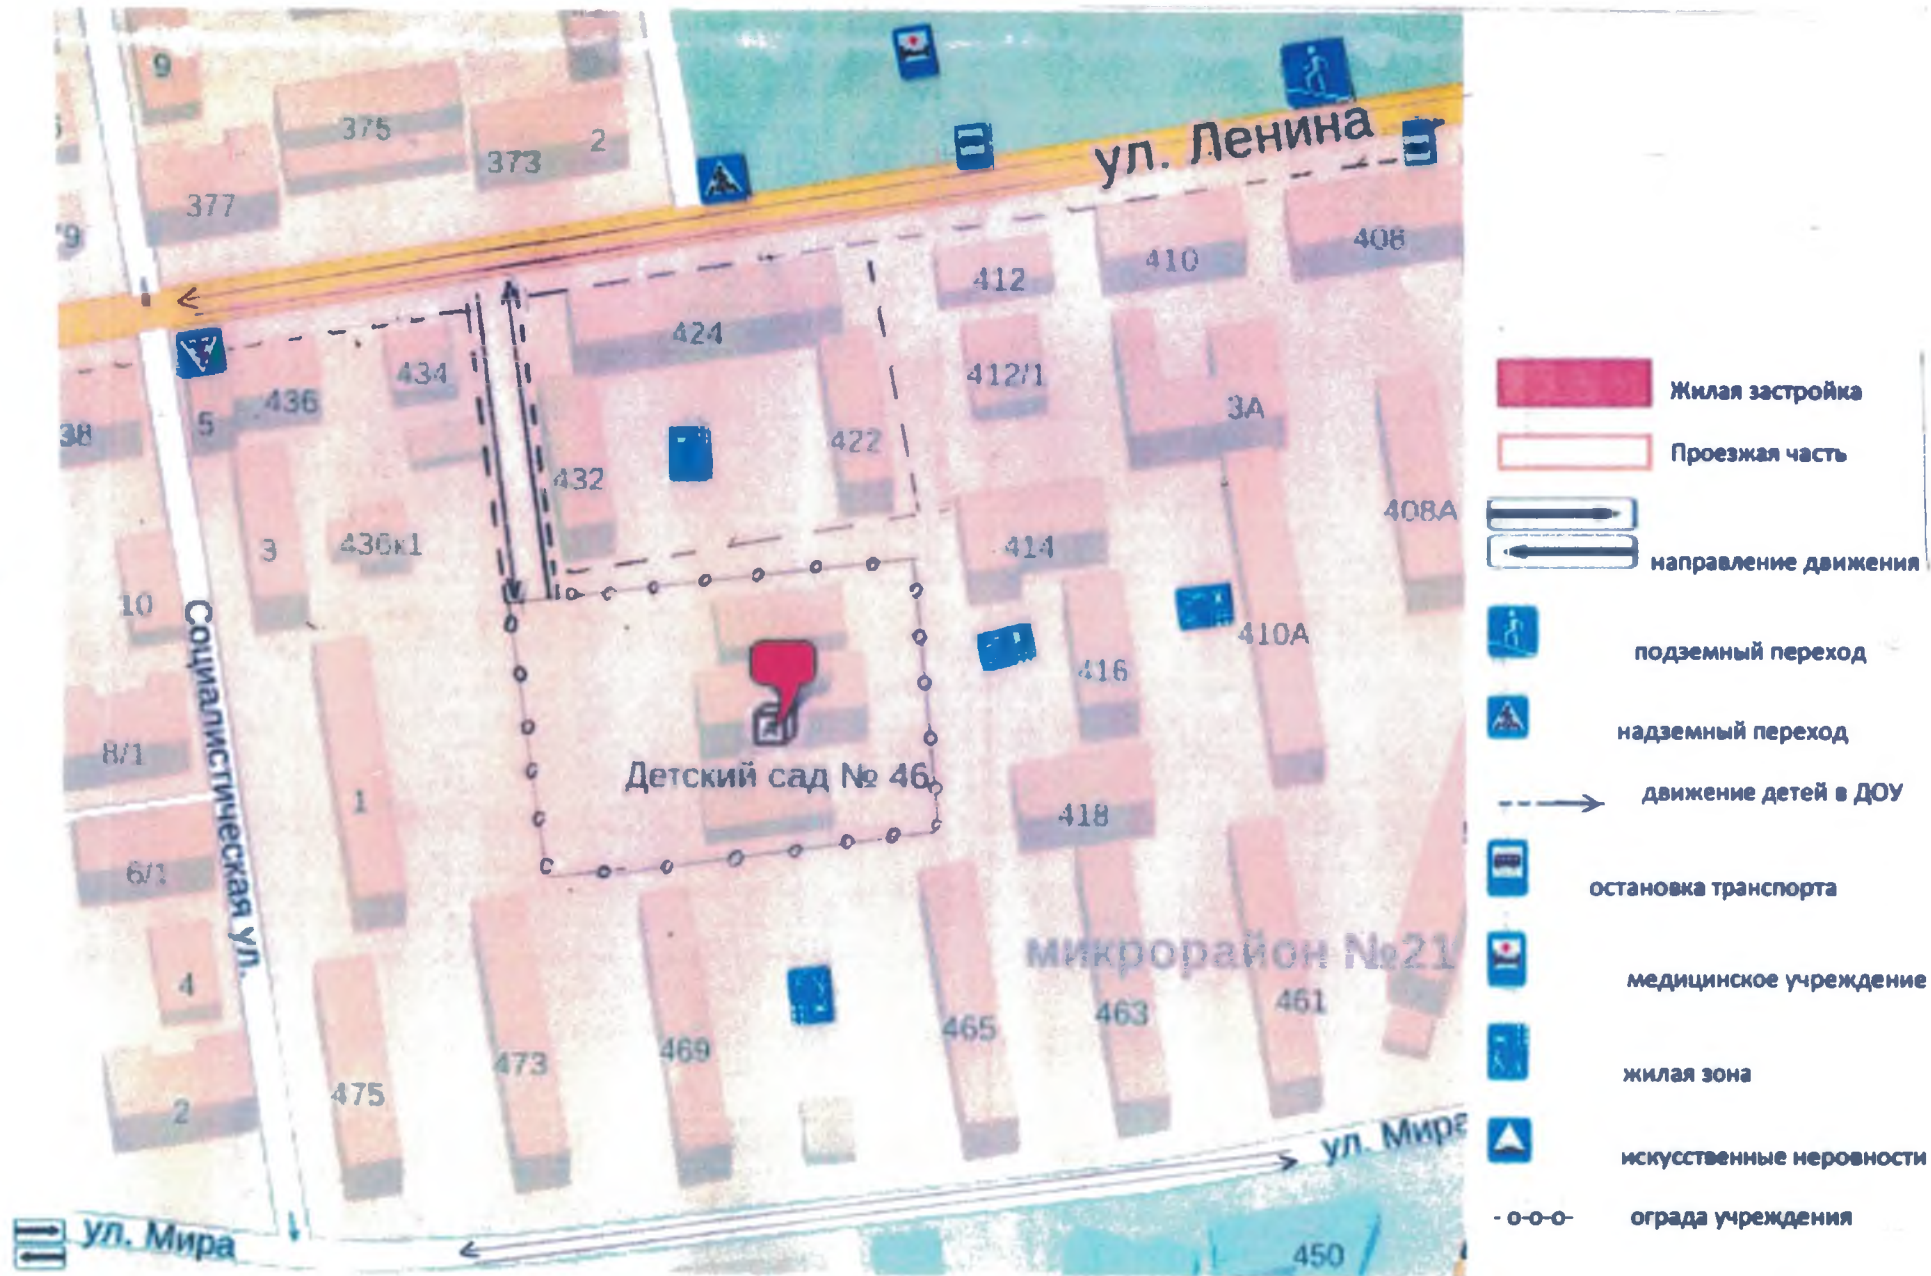 9
375
373
2
377
ул. Ленина
412
410
408
424
434
412/1
3А
436
5
38
422
432
408А
3
436к1
414
10
410А
416
Социалистическая ул.
8/1
1
Детский сад № 46
418
6/1
микрорайон №21
4
469
465
463
461
473
475
2
ул. Мира
ул. Мира
450
Жилая застройка
Проезжая часть
направление движения
подземный переход
надземный переход
движение детей в ДОУ
остановка транспорта
медицинское учреждение
жилая зона
искусственные неровности
-о-о-о- ограда учреждения